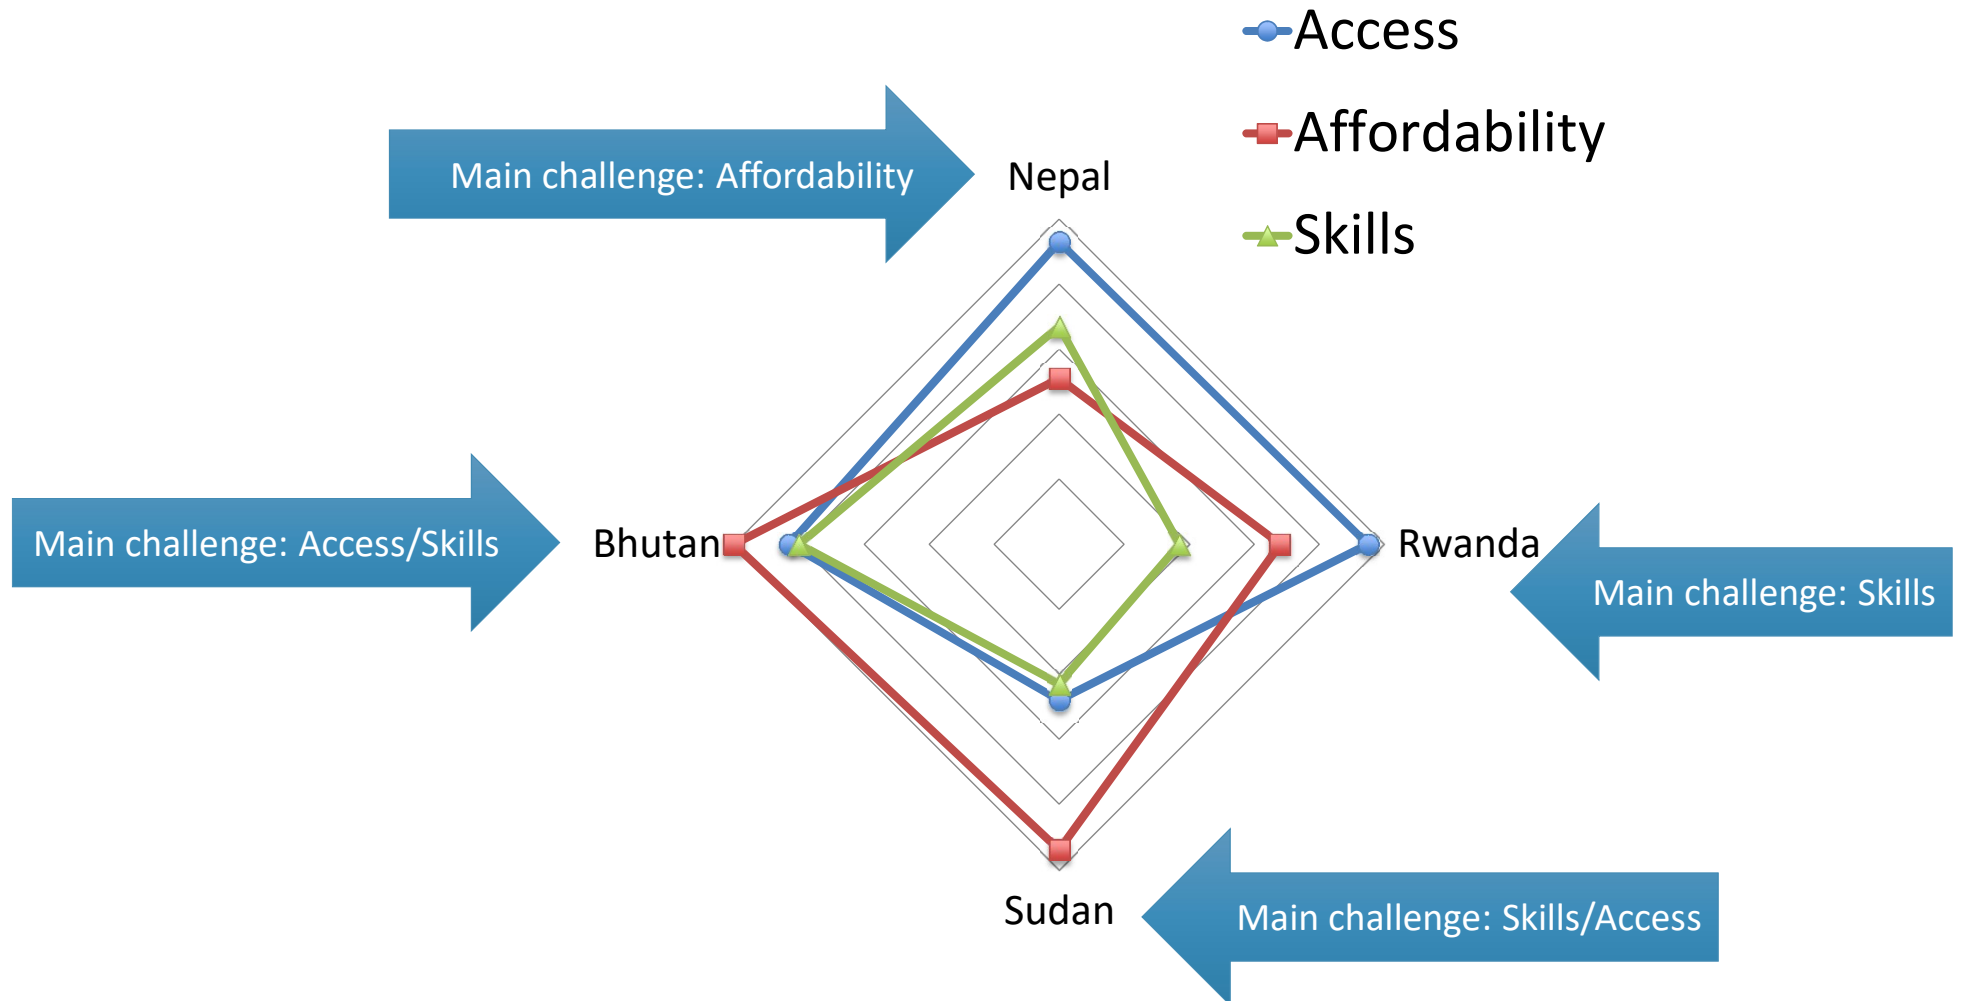 Access
Affordability
Skills
Main challenge: Affordability
Nepal
Main challenge: Access/Skills
Bhutan
Rwanda
Main challenge: Skills
Sudan
Main challenge: Skills/Access